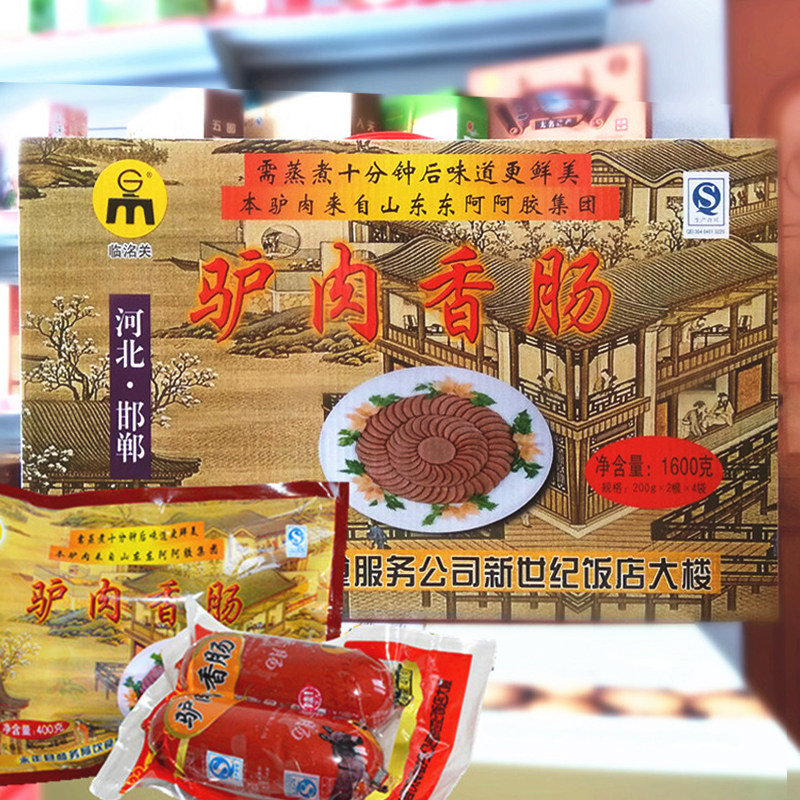 需蒸煮十分钟后味道更鲜美
本驴肉来自山东东阿阿胶集团
临洺关
驴肉香肠
生产许可
河北·邯郸
净含量：1600克
规格：200g×2根×4袋
服务公司新世纪饭店大楼
需蒸煮十分钟后味道更鲜美
本驴肉来自山东东阿阿胶集团
驴肉香肠
净含量：400克
驴肉香肠